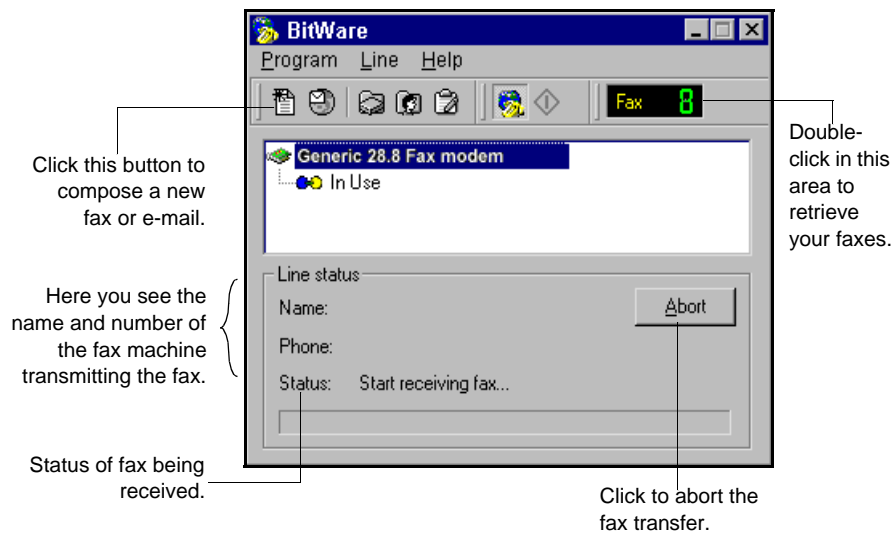 BitWare
Program Line Help
Fax 8
Generic 28.8 Fax modem
In Use
Line status
Name:
Abort
Phone:
Status: Start receiving fax...
Click this button to
compose a new
fax or e-mail.
Here you see the
name and number of
the fax machine
transmitting the fax.
Status of fax being
received.
Double-
click in this
area to
retrieve
your faxes.
Click to abort the
fax transfer.